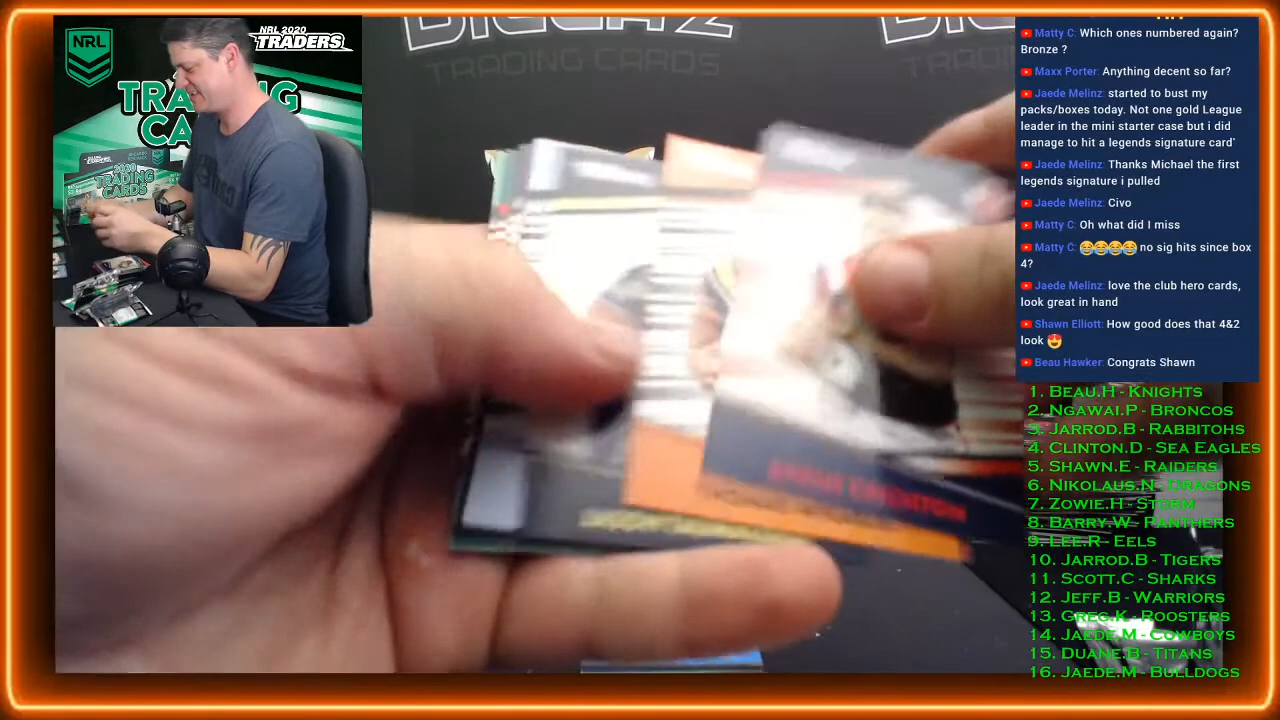 NRL
NRL 2020
TRADERS
TRADING
CARDS
2020
TRADING
CARDS
TRADING CARDS
Matty C: Which ones numbered again?
Bronze ?
Maxx Porter: Anything decent so far?
Jaede Melinz: started to bust my
packs/boxes today. Not one gold League
leader in the mini starter case but i did
manage to hit a legends signature card`
Jaede Melinz: Thanks Michael the first
legends signature i pulled
Jaede Melinz: Civo
Matty C: Oh what did I miss
Matty C: 😂😂😂😂 no sig hits since box
4?
Jaede Melinz: love the club hero cards,
look great in hand
Shawn Elliott: How good does that 4&2
look 😍
Beau Hawker: Congrats Shawn
1. Beau.H - Knights
2. Ngawai.P - Broncos
3. Jarrod.B - Rabbitohs
4. Clinton.D - Sea Eagles
5. Shawn.E - Raiders
6. Nikolaus.N - Dragons
7. Zowie.H - Storm
8. Barry.W - Panthers
9. Lee.R - Eels
10. Jarrod.B - Tigers
11. Scott.C - Sharks
12. Jeff.B - Warriors
13. Greg.K - Roosters
14. Jaede.M - Cowboys
15. Duane.B - Titans
16. Jaede.M - Bulldogs